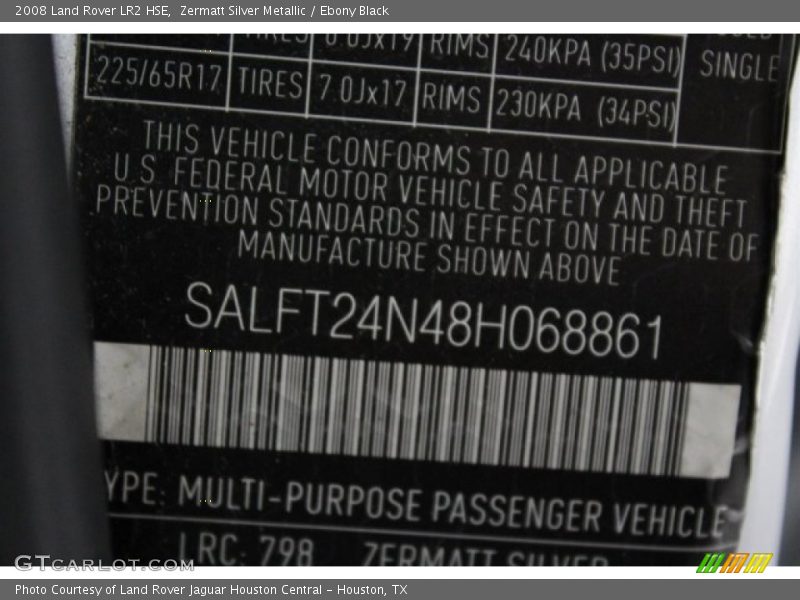 2008 Land Rover LR2 HSE, Zermatt Silver Metallic / Ebony Black
TIRES 8.0Jx19 RIMS 240KPA (35PSI)
225/65R17 TIRES 7.0Jx17 RIMS 230KPA (34PSI) SINGLE
THIS VEHICLE CONFORMS TO ALL APPLICABLE
U.S FEDERAL MOTOR VEHICLE SAFETY AND THEFT
PREVENTION STANDARDS IN EFFECT ON THE DATE OF
MANUFACTURE SHOWN ABOVE
SALFT24N48H068861
YPE: MULTI-PURPOSE PASSENGER VEHICLE
LRC: 798 ZERMATT SILVER
GTCARLOT.COM
Photo Courtesy of Land Rover Jaguar Houston Central - Houston, TX